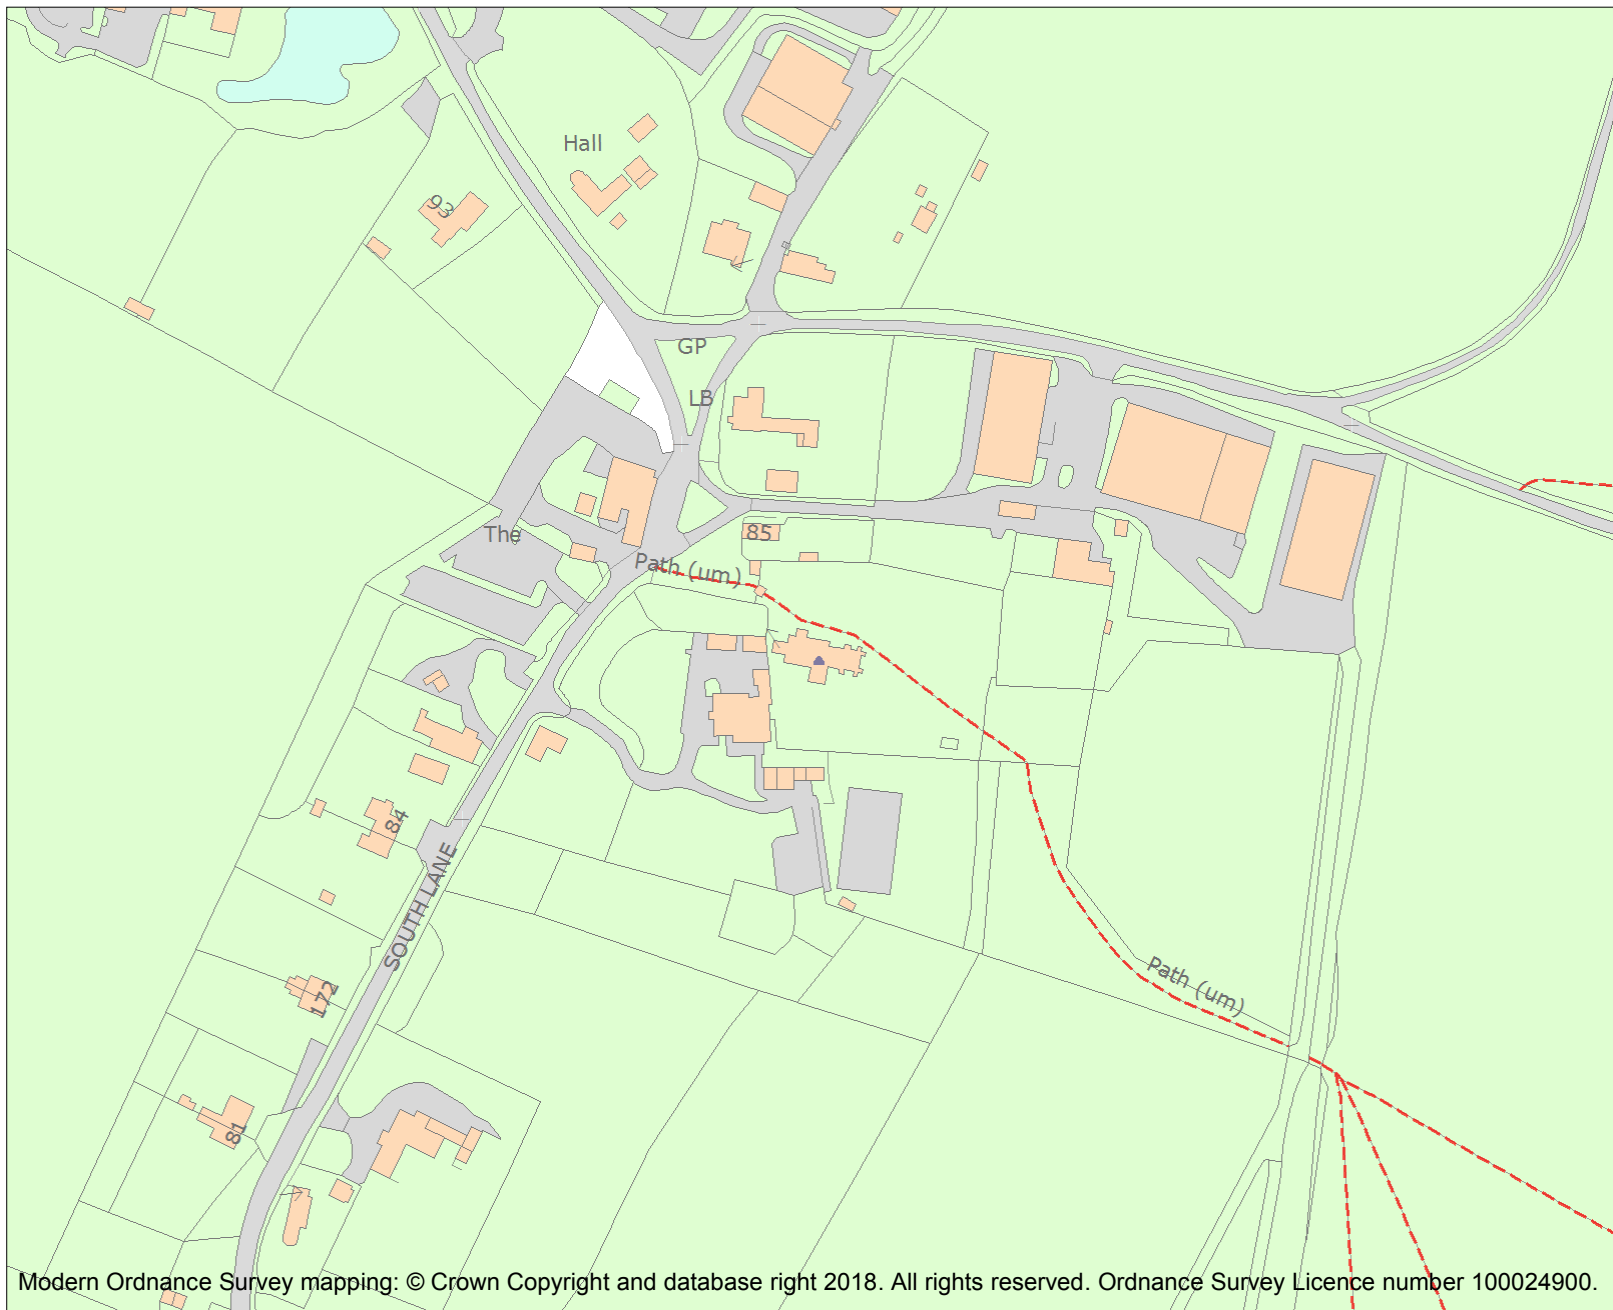 Hall
93
GP
LB
The
85
Path (um)
84
SOUTH LANE
172
Path (um)
81
Modern Ordnance Survey mapping: © Crown Copyright and database right 2018. All rights reserved. Ordnance Survey Licence number 100024900.